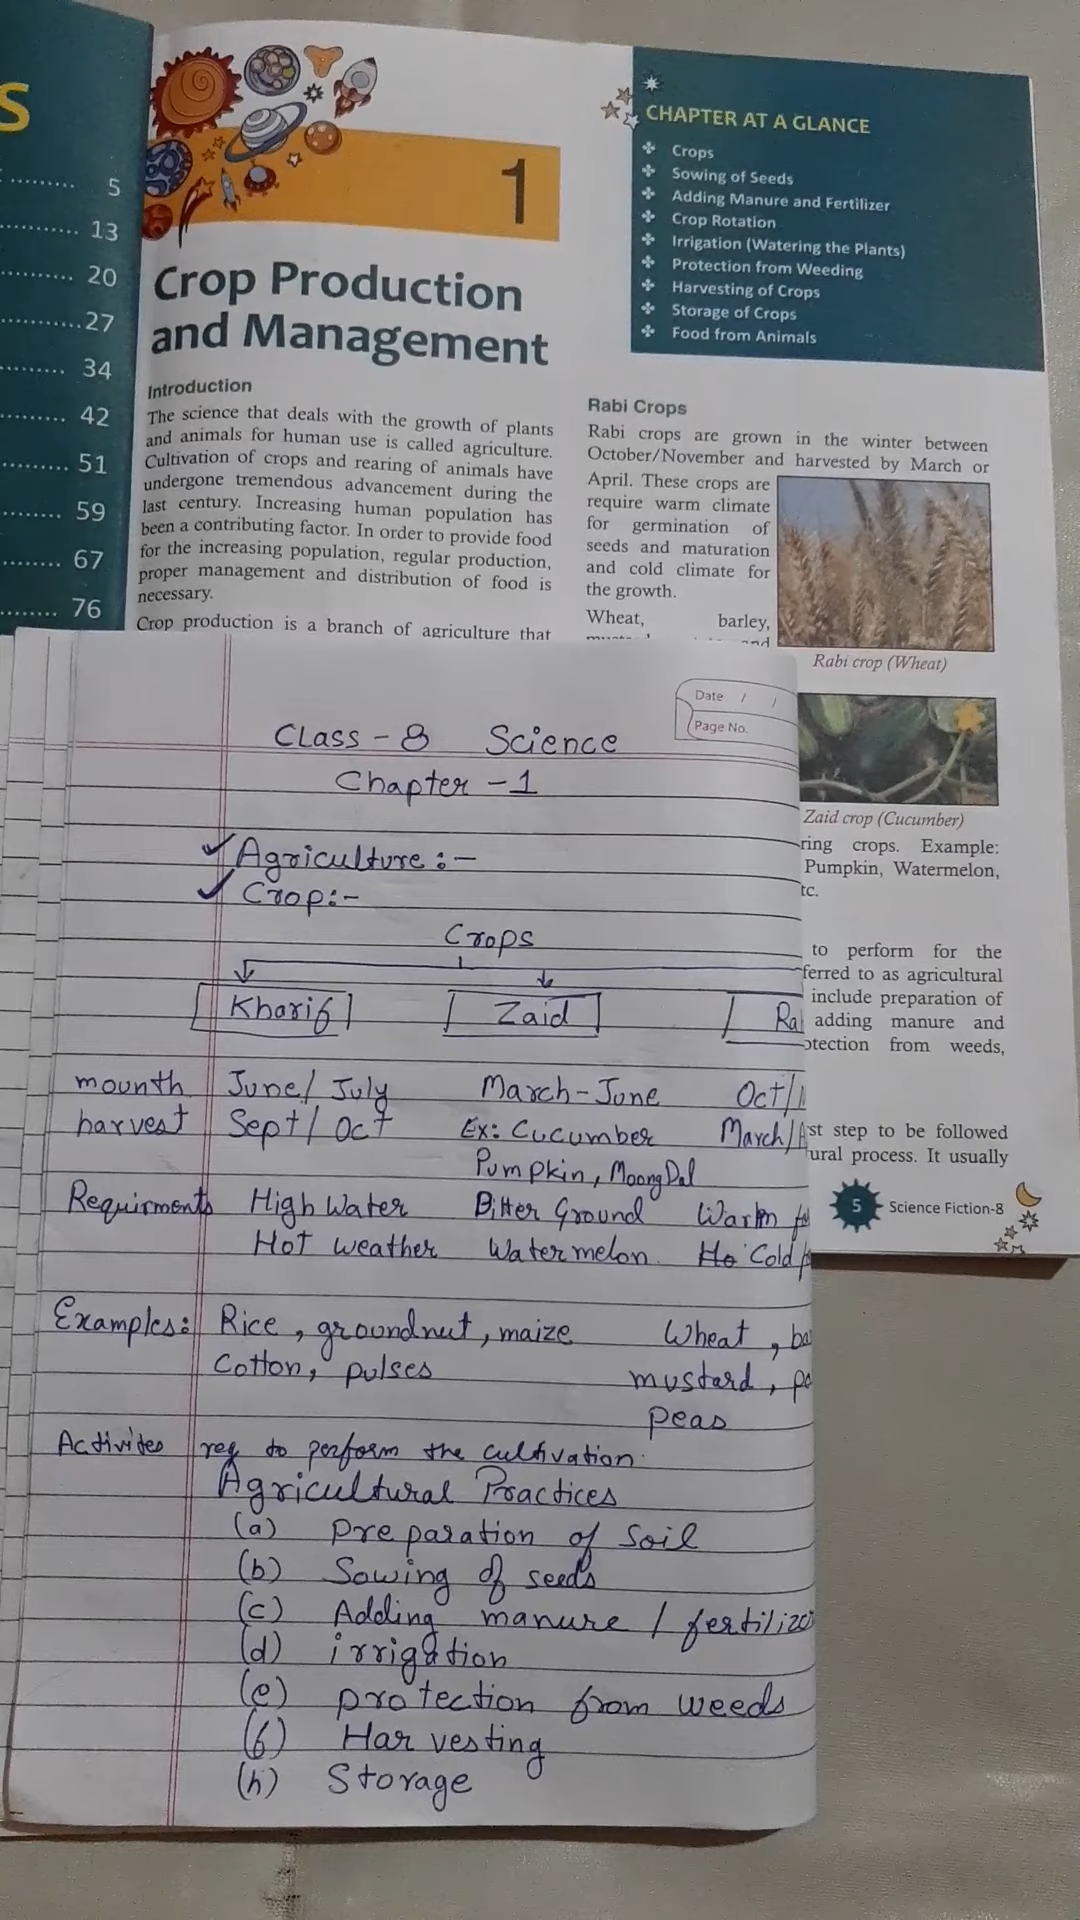 S
5
13
20
27
34
42
51
59
67
76
1
Crop Production
and Management
Introduction
The science that deals with the growth of plants
and animals for human use is called agriculture.
Cultivation of crops and rearing of animals have
undergone tremendous advancement during the
last century. Increasing human population has
been a contributing factor. In order to provide food
for the increasing population, regular production,
proper management and distribution of food is
necessary.
Crop production is a branch of agriculture that
CHAPTER AT A GLANCE
Crops
Sowing of Seeds
Adding Manure and Fertilizer
Crop Rotation
Irrigation (Watering the Plants)
Protection from Weeding
Harvesting of Crops
Storage of Crops
Food from Animals
Rabi Crops
Rabi crops are grown in the winter between
October/November and harvested by March or
April. These crops are
require warm climate
for germination of
seeds and maturation
and cold climate for
the growth.
Wheat, barley,
Rabi crop (Wheat)
Zaid crop (Cucumber)
ring crops. Example:
Pumpkin, Watermelon,
tc.
to perform for the
ferred to as agricultural
include preparation of
adding manure and
otection from weeds,
st step to be followed
ural process. It usually
5 Science Fiction-8
Date / /
Page No.
Class - 8 Science
Chapter - 1
Agriculture :-
Crop:-
Crops
Kharif Zaid Ra
mounth June/ July March-June Oct/
harvest Sept/ Oct Ex: Cucumber March/A
Pumpkin, Moong Dal
Requirments High Water Bitter Ground Warm
Hot weather Watermelon. Ho Cold
Examples: Rice, groundnut, maize Wheat, ba
Cotton, pulses mustard, po
peas
Activites req to perform the cultivation.
Agricultural Practices
(a) preparation of Soil
(b) Sowing of seeds
(c) Adding manure / fertilize
(d) irrigation
(e) protection from weeds
(f) Harvesting
(h) Storage